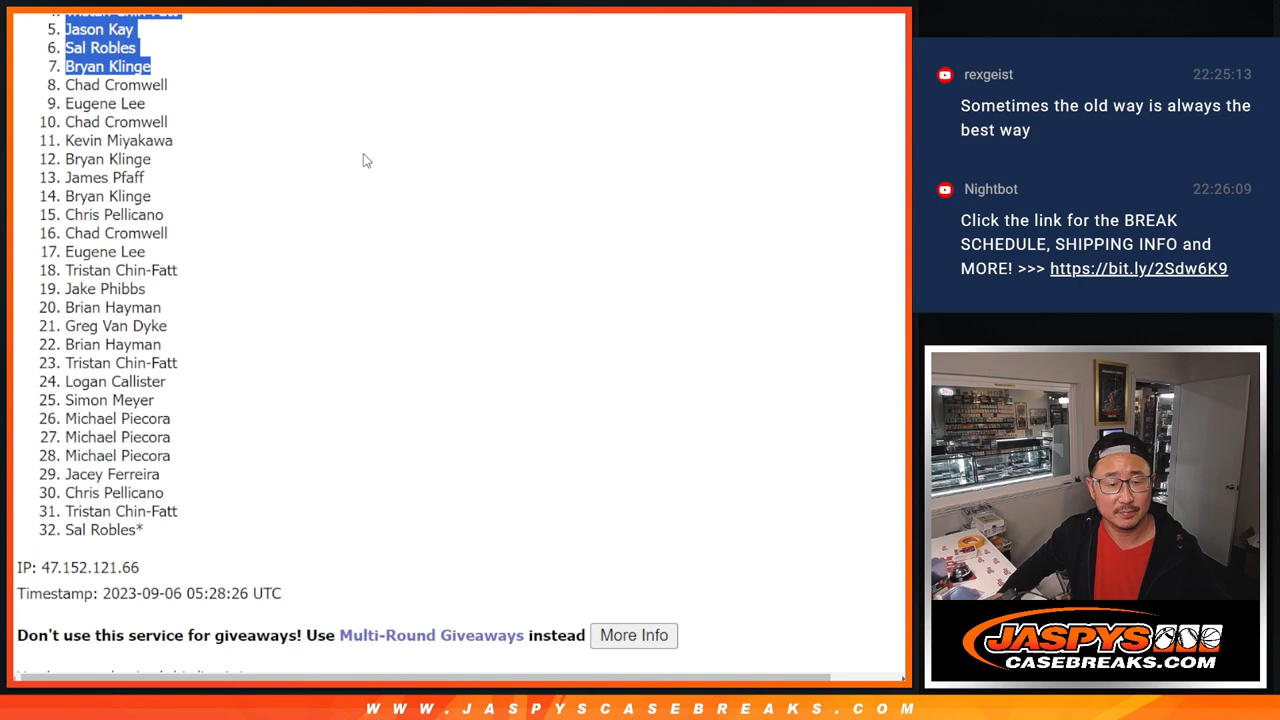 4. Tristan Chin-Fatt
5. Jason Kay
6. Sal Robles
7. Bryan Klinge
8. Chad Cromwell
9. Eugene Lee
10. Chad Cromwell
11. Kevin Miyakawa
12. Bryan Klinge
13. James Pfaff
14. Bryan Klinge
15. Chris Pellicano
16. Chad Cromwell
17. Eugene Lee
18. Tristan Chin-Fatt
19. Jake Phibbs
20. Brian Hayman
21. Greg Van Dyke
22. Brian Hayman
23. Tristan Chin-Fatt
24. Logan Callister
25. Simon Meyer
26. Michael Piecora
27. Michael Piecora
28. Michael Piecora
29. Jacey Ferreira
30. Chris Pellicano
31. Tristan Chin-Fatt
32. Sal Robles*
IP: 47.152.121.66
Timestamp: 2023-09-06 05:28:26 UTC
Don't use this service for giveaways! Use Multi-Round Giveaways instead More Info
rexgeist 22:25:13
Sometimes the old way is always the
best way
Nightbot 22:26:09
Click the link for the BREAK
SCHEDULE, SHIPPING INFO and
MORE! >>> https://bit.ly/2Sdw6K9
JASPYS
CASEBREAKS.COM
WWW.JASPYSCASEBREAKS.COM